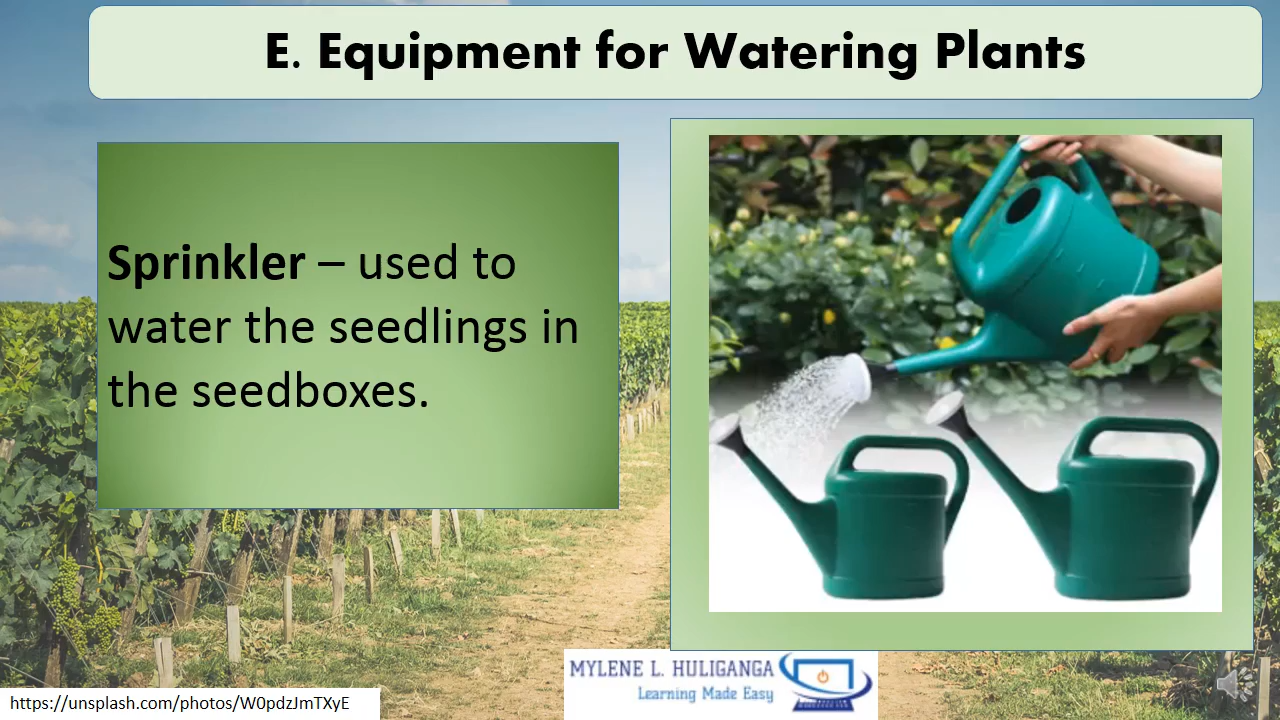 E. Equipment for Watering Plants
Sprinkler – used to
water the seedlings in
the seedboxes.
MYLENE L. HULIGANGA
Learning Made Easy
https://unsplash.com/photos/W0pdzJmTXyE